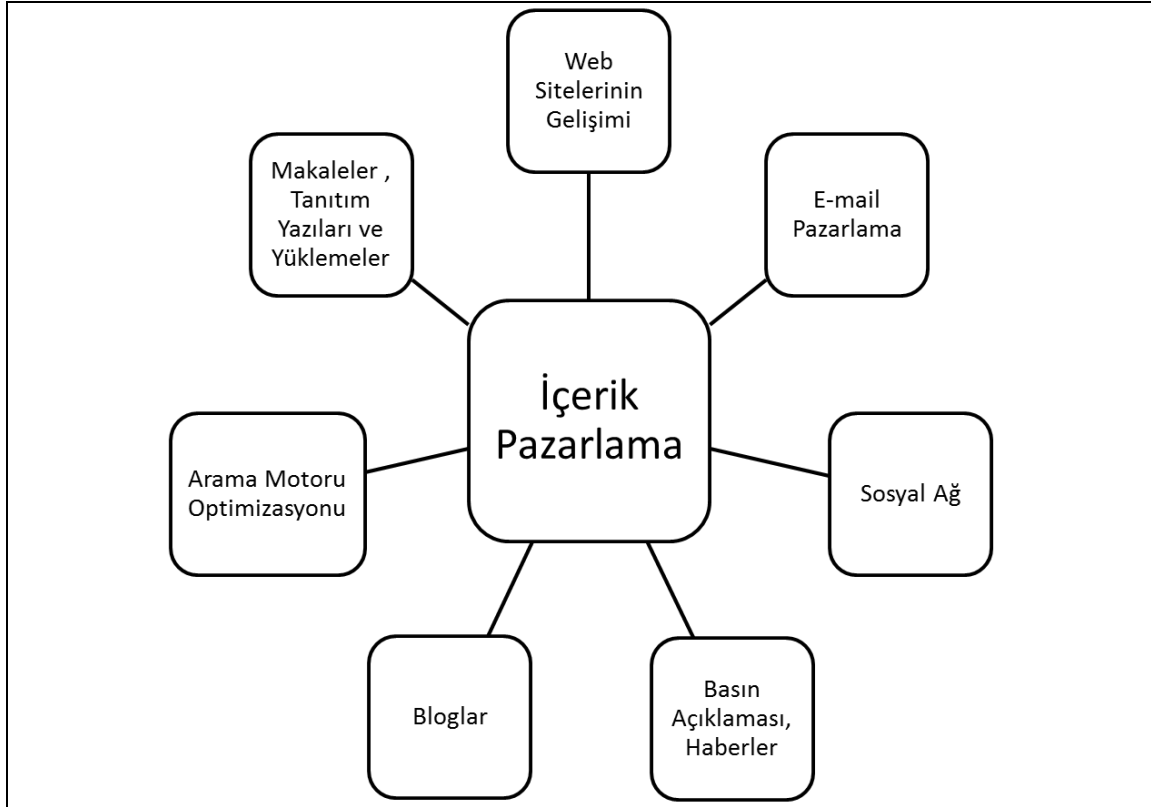 Web
Sitelerinin
Gelişimi
E-mail
Pazarlama
Sosyal Ağ
Basın
Açıklaması,
Haberler
Bloglar
Arama Motoru
Optimizasyonu
Makaleler ,
Tanıtım
Yazıları ve
Yüklemeler
İçerik
Pazarlama